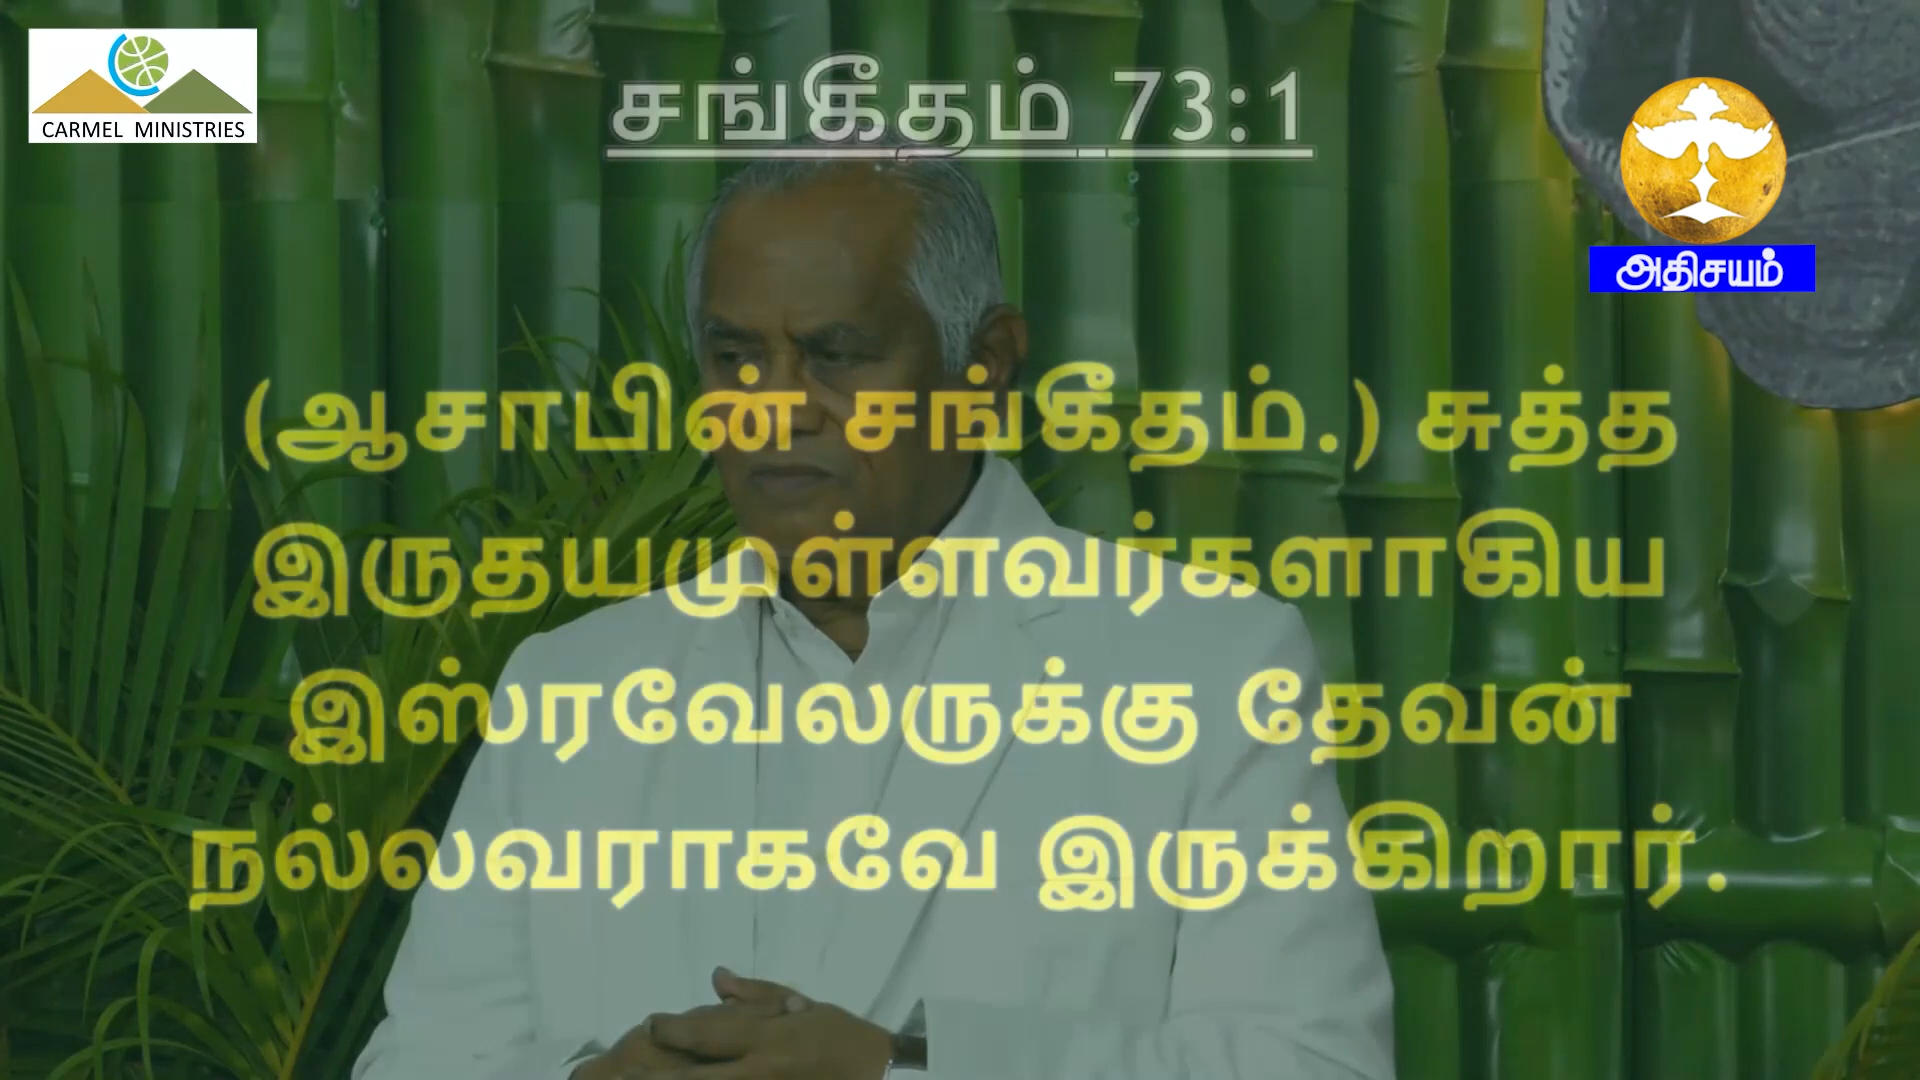 CARMEL MINISTRIES
சங்கீதம் 73:1
அதிசயம்
(ஆசாபின் சங்கீதம்.) சுத்த
இருதயமுள்ளவர்களாகிய
இஸ்ரவேலருக்கு தேவன்
நல்லவராகவே இருக்கிறார்.